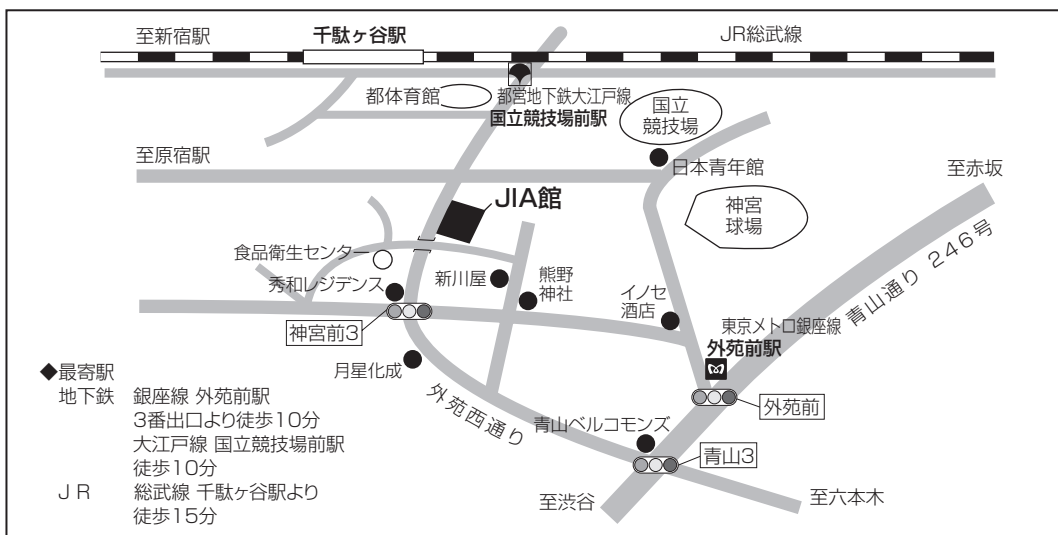 至新宿駅
千駄ヶ谷駅
JR総武線
都体育館
都営地下鉄大江戸線
国立競技場前駅
国立
競技場
至原宿駅
日本青年館
至赤坂
JIA館
神宮
球場
食品衛生センター
秀和レジデンス
新川屋
熊野
神社
イノセ
酒店
青山通り 246号
神宮前3
東京メトロ銀座線
外苑前駅
月星化成
外苑西通り
外苑前
青山ベルコモンズ
青山3
至渋谷
至六本木
◆最寄駅
地下鉄 銀座線 外苑前駅
3番出口より徒歩10分
大江戸線 国立競技場前駅
徒歩10分
JR 総武線 千駄ヶ谷駅より
徒歩15分